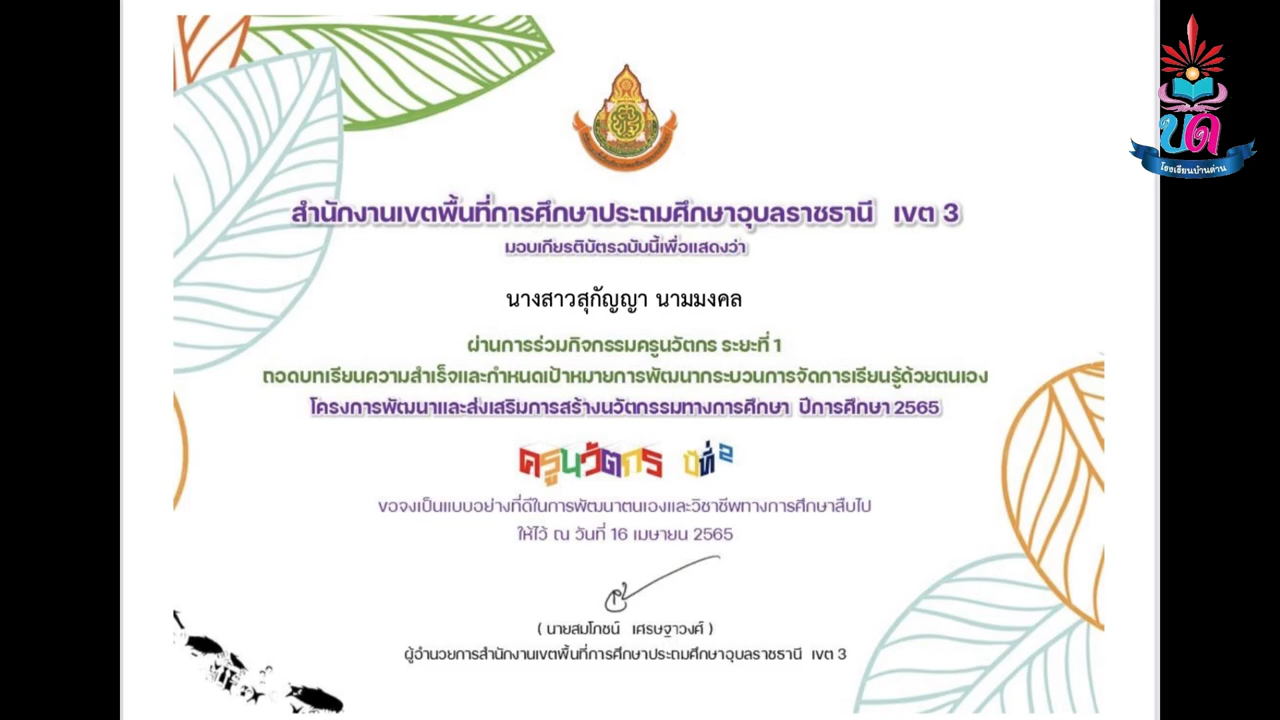 บด
โรงเรียนบ้านด่าน
สำนักงานเขตพื้นที่การศึกษาประถมศึกษาอุบลราชธานี เขต 3
มอบเกียรติบัตรฉบับนี้เพื่อแสดงว่า
นางสาวสุกัญญา นามมงคล
ผ่านการร่วมกิจกรรมครูนวัตกร ระยะที่ 1
ถอดบทเรียนความสำเร็จและกำหนดเป้าหมายการพัฒนากระบวนการจัดการเรียนรู้ด้วยตนเอง
โครงการพัฒนาและส่งเสริมการสร้างนวัตกรรมทางการศึกษา ปีการศึกษา 2565
ครูนวัตกร ปีที่ 2
ขอจงเป็นแบบอย่างที่ดีในการพัฒนาตนเองและวิชาชีพทางการศึกษาสืบไป
ให้ไว้ ณ วันที่ 16 เมษายน 2565
( นายสมโภชน์ เศรษฐาวงศ์ )
ผู้อำนวยการสำนักงานเขตพื้นที่การศึกษาประถมศึกษาอุบลราชธานี เขต 3